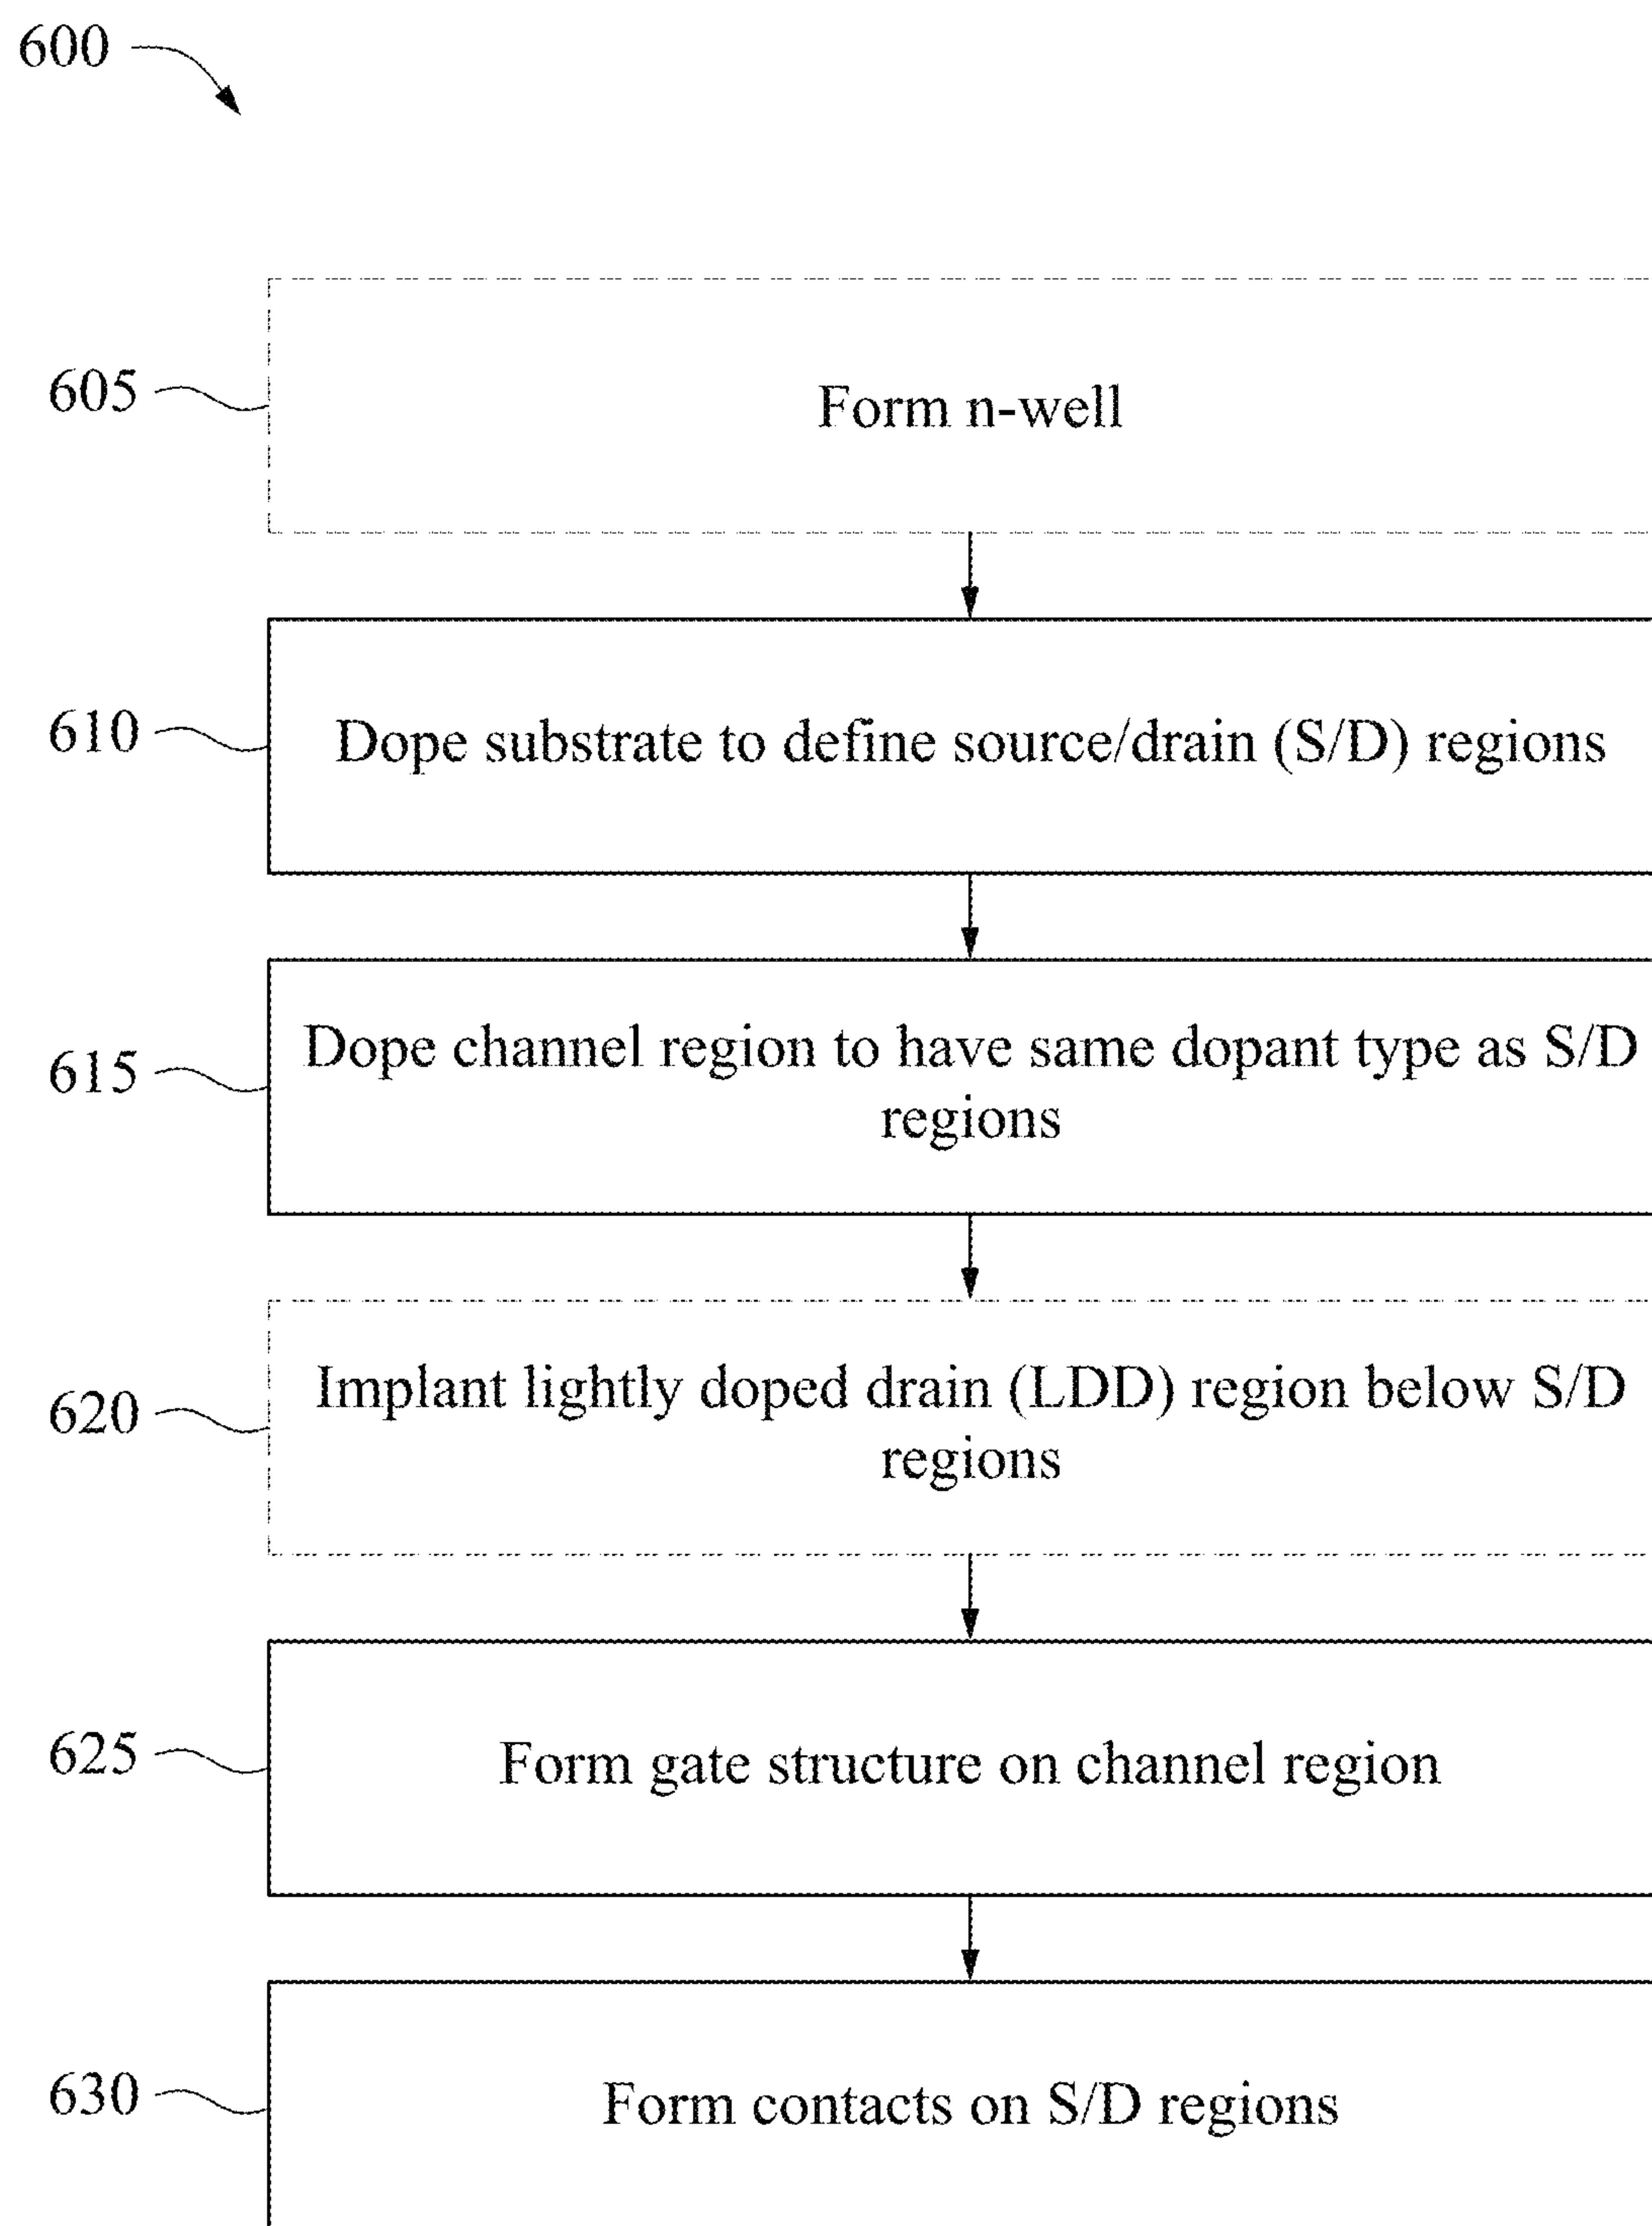 600
605
Form n-well
610
Dope substrate to define source/drain (S/D) regions
615
Dope channel region to have same dopant type as S/D
regions
620
Implant lightly doped drain (LDD) region below S/D
regions
625
Form gate structure on channel region
630
Form contacts on S/D regions